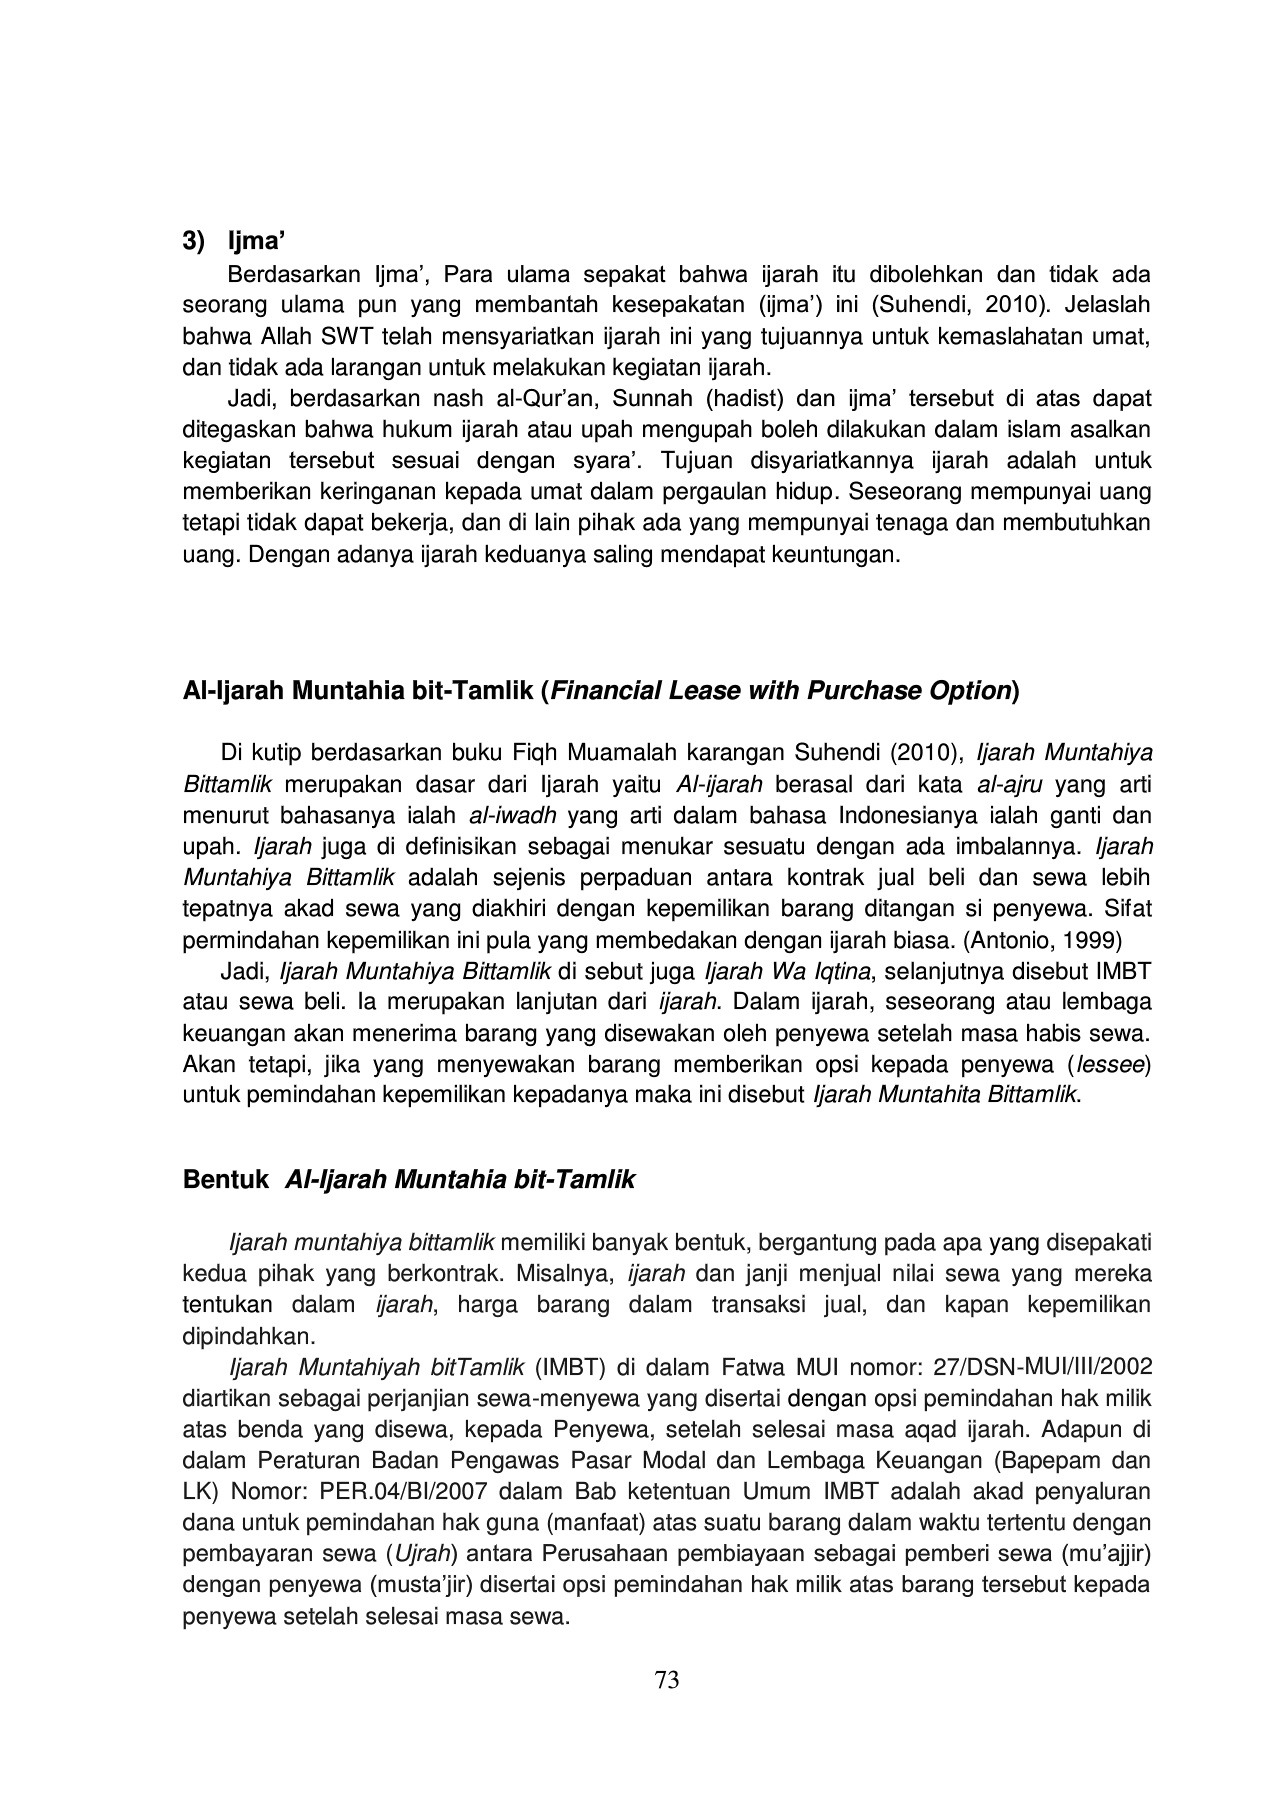 3) Ijma’
Berdasarkan Ijma’, Para ulama sepakat bahwa ijarah itu dibolehkan dan tidak ada
seorang ulama pun yang membantah kesepakatan (ijma’) ini (Suhendi, 2010). Jelaslah
bahwa Allah SWT telah mensyariatkan ijarah ini yang tujuannya untuk kemaslahatan umat,
dan tidak ada larangan untuk melakukan kegiatan ijarah.
Jadi, berdasarkan nash al-Qur’an, Sunnah (hadist) dan ijma’ tersebut di atas dapat
ditegaskan bahwa hukum ijarah atau upah mengupah boleh dilakukan dalam islam asalkan
kegiatan tersebut sesuai dengan syara’. Tujuan disyariatkannya ijarah adalah untuk
memberikan keringanan kepada umat dalam pergaulan hidup. Seseorang mempunyai uang
tetapi tidak dapat bekerja, dan di lain pihak ada yang mempunyai tenaga dan membutuhkan
uang. Dengan adanya ijarah keduanya saling mendapat keuntungan.
Al-Ijarah Muntahia bit-Tamlik (Financial Lease with Purchase Option)
Di kutip berdasarkan buku Fiqh Muamalah karangan Suhendi (2010), Ijarah Muntahiya
Bittamlik merupakan dasar dari Ijarah yaitu Al-ijarah berasal dari kata al-ajru yang arti
menurut bahasanya ialah al-iwadh yang arti dalam bahasa Indonesianya ialah ganti dan
upah. Ijarah juga di definisikan sebagai menukar sesuatu dengan ada imbalannya. Ijarah
Muntahiya Bittamlik adalah sejenis perpaduan antara kontrak jual beli dan sewa lebih
tepatnya akad sewa yang diakhiri dengan kepemilikan barang ditangan si penyewa. Sifat
permindahan kepemilikan ini pula yang membedakan dengan ijarah biasa. (Antonio, 1999)
Jadi, Ijarah Muntahiya Bittamlik di sebut juga Ijarah Wa Iqtina, selanjutnya disebut IMBT
atau sewa beli. Ia merupakan lanjutan dari ijarah. Dalam ijarah, seseorang atau lembaga
keuangan akan menerima barang yang disewakan oleh penyewa setelah masa habis sewa.
Akan tetapi, jika yang menyewakan barang memberikan opsi kepada penyewa (lessee)
untuk pemindahan kepemilikan kepadanya maka ini disebut Ijarah Muntahita Bittamlik.
Bentuk Al-Ijarah Muntahia bit-Tamlik
Ijarah muntahiya bittamlik memiliki banyak bentuk, bergantung pada apa yang disepakati
kedua pihak yang berkontrak. Misalnya, ijarah dan janji menjual nilai sewa yang mereka
tentukan dalam ijarah, harga barang dalam transaksi jual, dan kapan kepemilikan
dipindahkan.
Ijarah Muntahiyah bitTamlik (IMBT) di dalam Fatwa MUI nomor: 27/DSN-MUI/III/2002
diartikan sebagai perjanjian sewa-menyewa yang disertai dengan opsi pemindahan hak milik
atas benda yang disewa, kepada Penyewa, setelah selesai masa aqad ijarah. Adapun di
dalam Peraturan Badan Pengawas Pasar Modal dan Lembaga Keuangan (Bapepam dan
LK) Nomor: PER.04/BI/2007 dalam Bab ketentuan Umum IMBT adalah akad penyaluran
dana untuk pemindahan hak guna (manfaat) atas suatu barang dalam waktu tertentu dengan
pembayaran sewa (Ujrah) antara Perusahaan pembiayaan sebagai pemberi sewa (mu’ajjir)
dengan penyewa (musta’jir) disertai opsi pemindahan hak milik atas barang tersebut kepada
penyewa setelah selesai masa sewa.
73